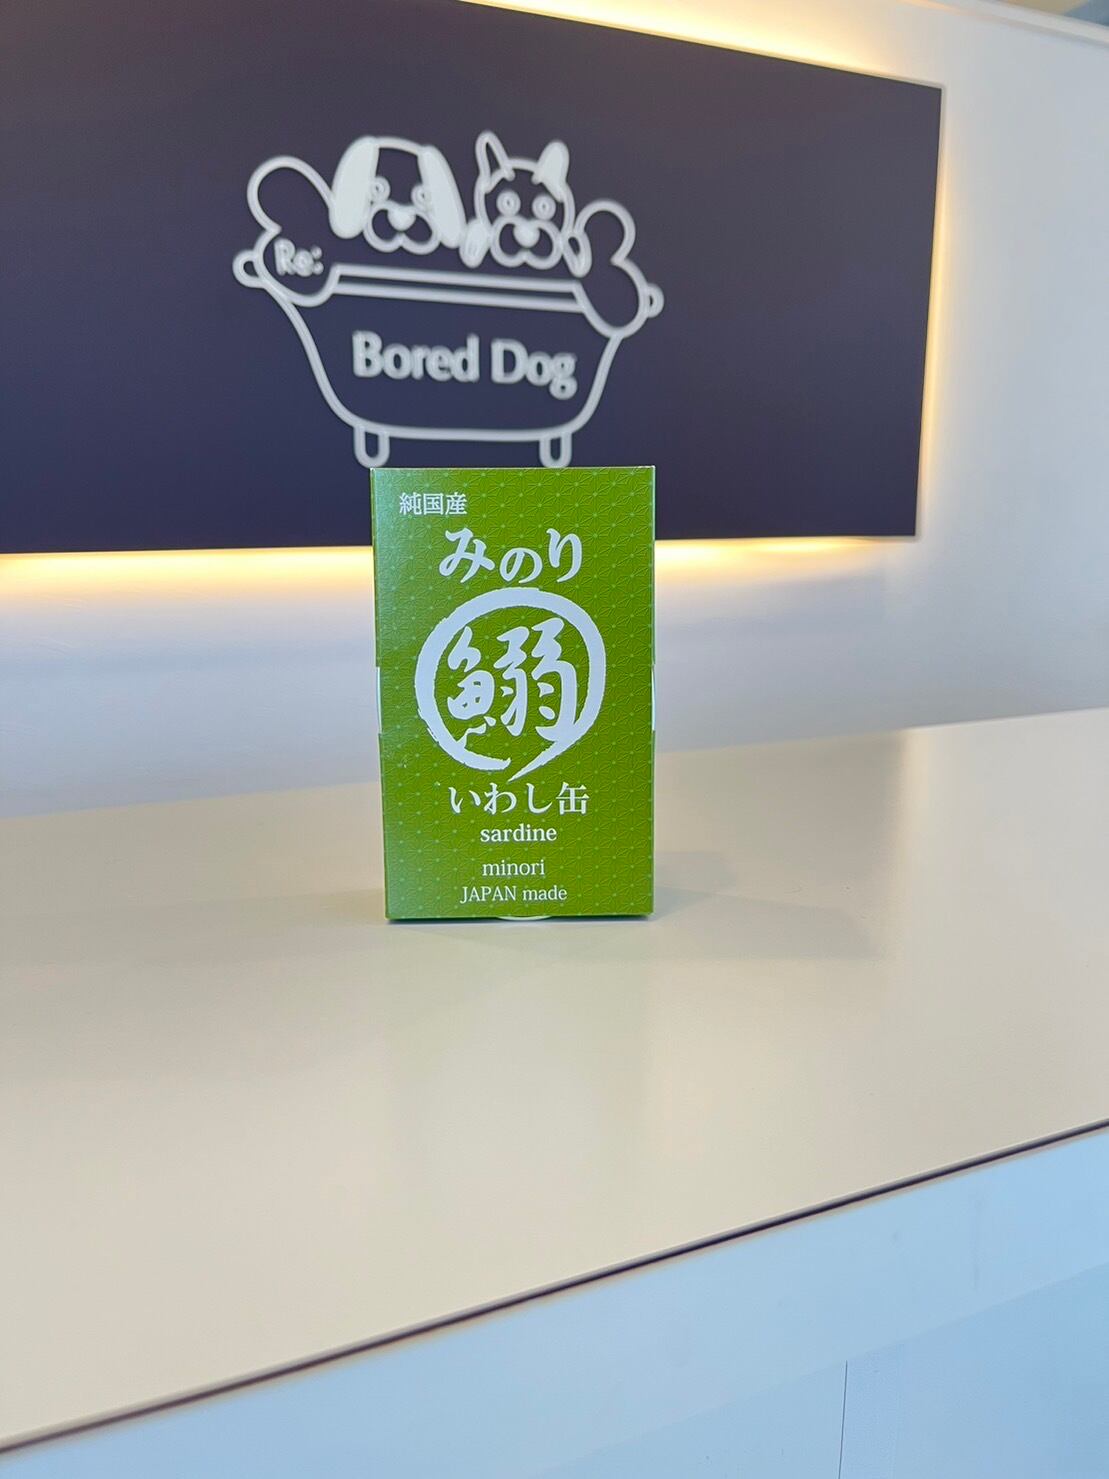 Re:
Bored Dog
純国産
みのり
鰯
いわし缶
sardine
minori
JAPAN made